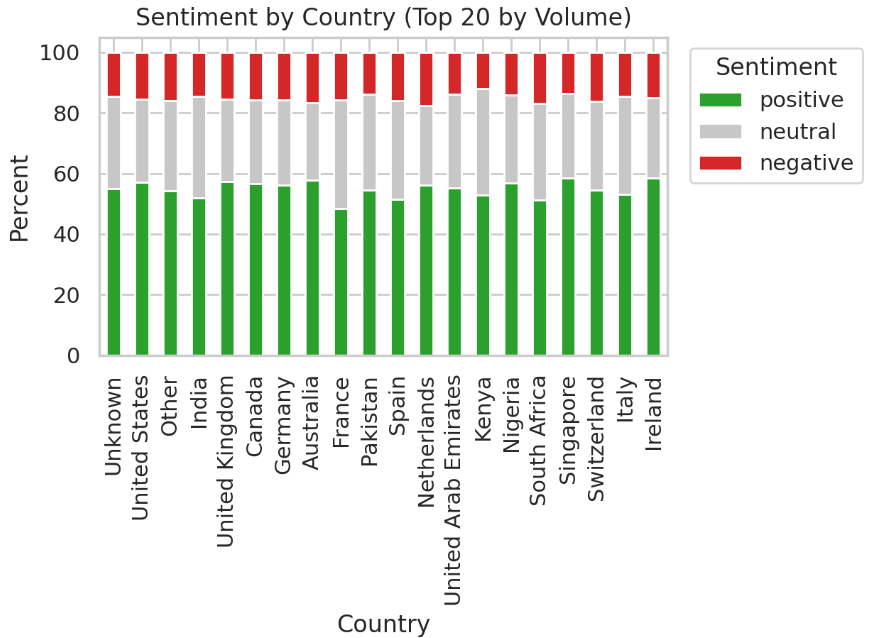 Sentiment by Country (Top 20 by Volume)
100
80
60
40
20
0
Percent
Sentiment
positive
neutral
negative
Unknown
United States
Other
India
United Kingdom
Canada
Germany
Australia
France
Pakistan
Spain
Netherlands
United Arab Emirates
Kenya
Nigeria
South Africa
Singapore
Switzerland
Italy
Ireland
Country